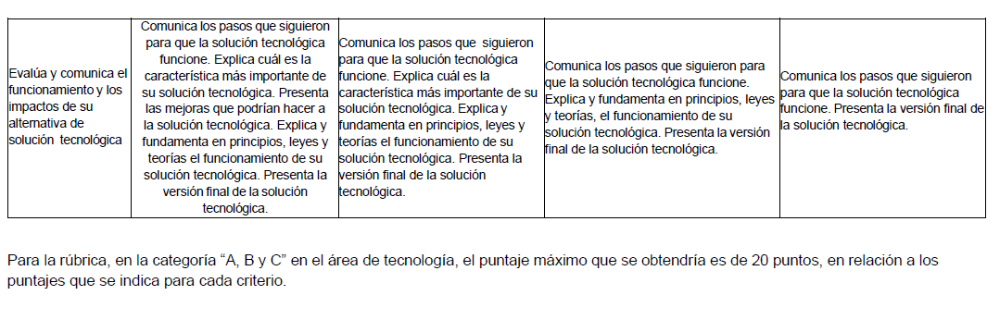 Evalúa y comunica el
funcionamiento y los
impactos de su
alternativa de
solución tecnológica
Comunica los pasos que siguieron
para que la solución tecnológica
funcione. Explica cuál es la
característica más importante de
su solución tecnológica. Presenta
las mejoras que podrían hacer a
la solución tecnológica. Explica y
fundamenta en principios, leyes y
teorías el funcionamiento de su
solución tecnológica. Presenta la
versión final de la solución
tecnológica.
Comunica los pasos que siguieron
para que la solución tecnológica
funcione. Explica cuál es la
característica más importante de su
solución tecnológica. Explica y
fundamenta en principios, leyes y
teorías el funcionamiento de su
solución tecnológica. Presenta la
versión final de la solución
tecnológica.
Comunica los pasos que siguieron para
que la solución tecnológica funcione.
Explica y fundamenta en principios, leyes
y teorías, el funcionamiento de su
solución tecnológica. Presenta la versión
final de la solución tecnológica.
Comunica los pasos que siguieron
para que la solución tecnológica
funcione. Presenta la versión final de
la solución tecnológica.
Para la rúbrica, en la categoría “A, B y C” en el área de tecnología, el puntaje máximo que se obtendría es de 20 puntos, en relación a los
puntajes que se indica para cada criterio.